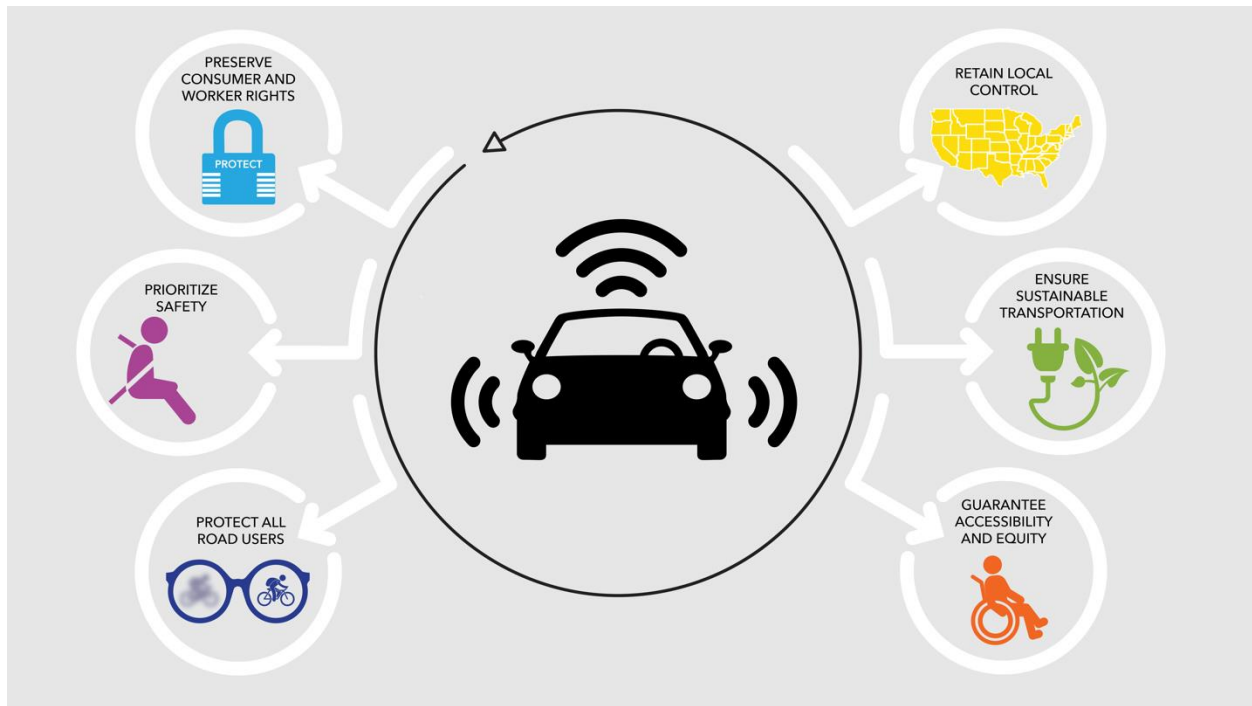 PRESERVE
CONSUMER AND
WORKER RIGHTS
PROTECT
PRIORITIZE
SAFETY
PROTECT ALL
ROAD USERS
RETAIN LOCAL
CONTROL
ENSURE
SUSTAINABLE
TRANSPORTATION
GUARANTEE
ACCESSIBILITY
AND EQUITY